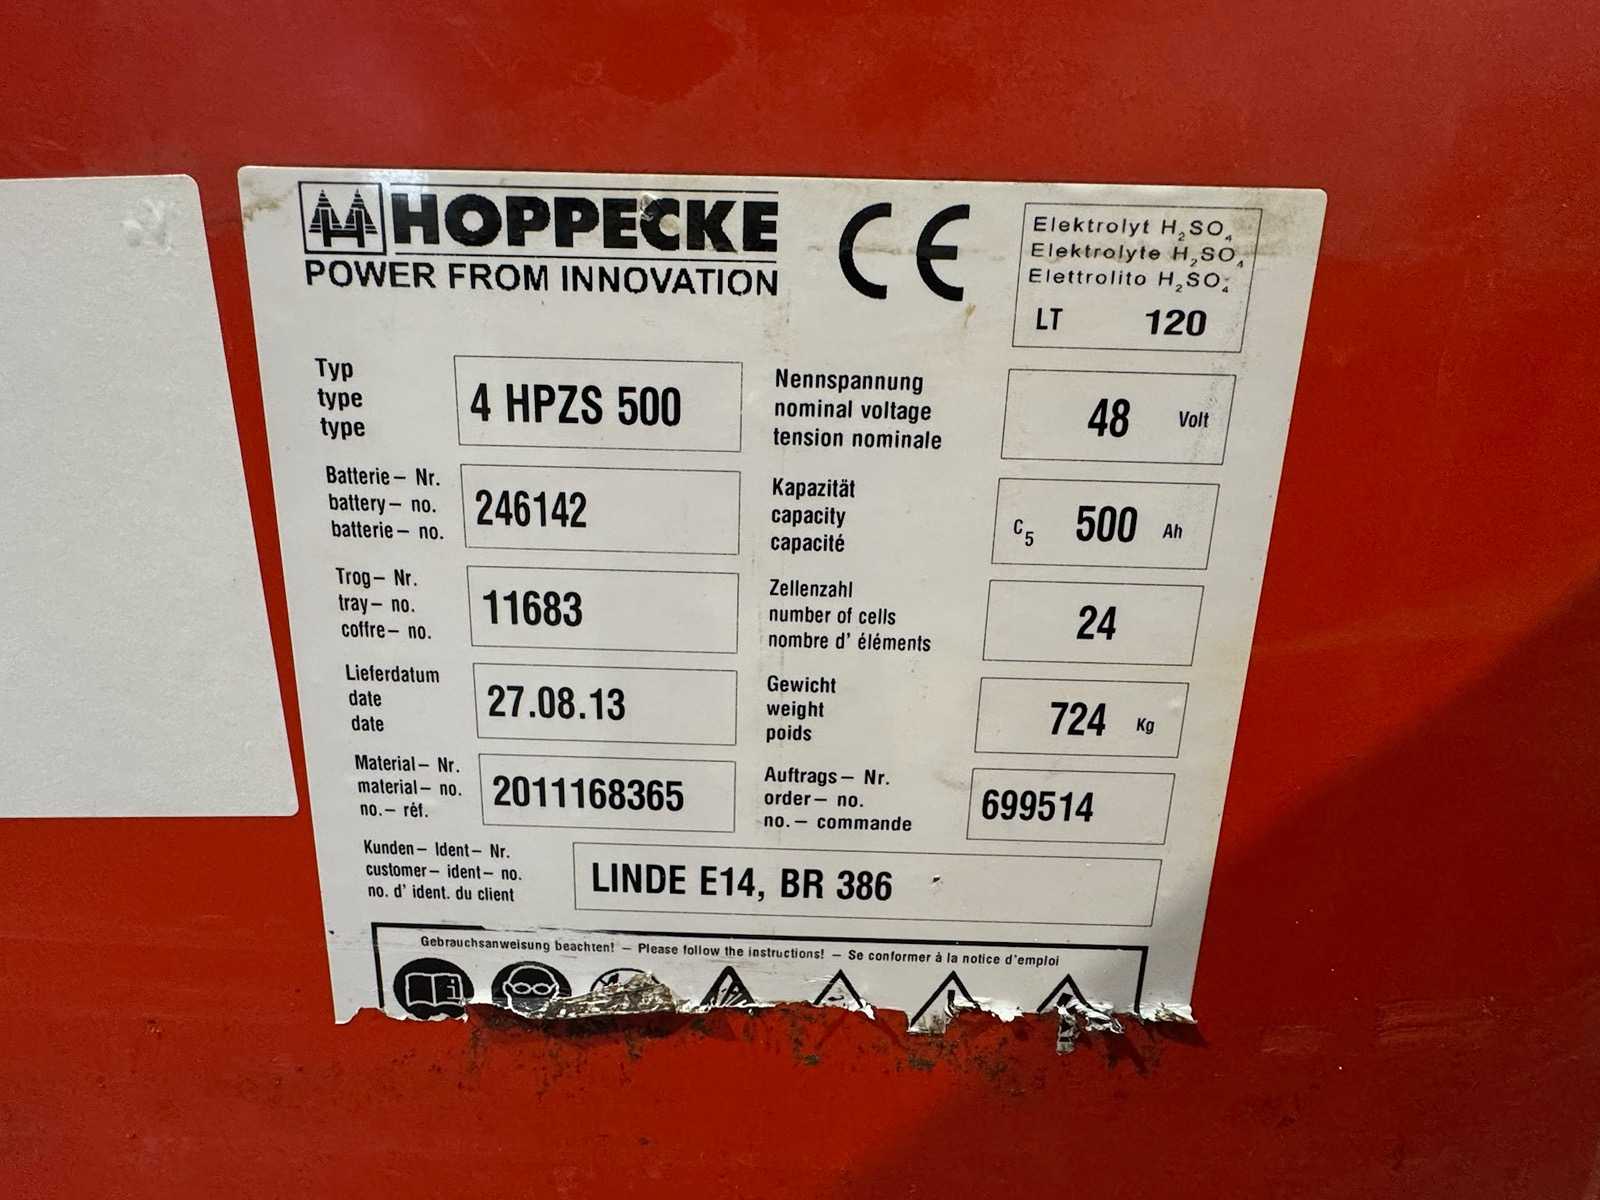 HOPPECKE
POWER FROM INNOVATION
CE
Elektrolyt H₂SO₄
Elektrolyte H₂SO₄
Elettrolito H₂SO₄
LT 120
Typ
type
type
4 HPZS 500
Nennspannung
nominal voltage
tension nominale
48 Volt
Batterie– Nr.
battery– no.
batterie– no.
246142
Kapazität
capacity
capacité
C₅ 500 Ah
Trog– Nr.
tray– no.
coffre– no.
11683
Zellenzahl
number of cells
nombre d' éléments
24
Lieferdatum
date
date
27.08.13
Gewicht
weight
poids
724 Kg
Material– Nr.
material– no.
no.– réf.
2011168365
Auftrags– Nr.
order– no.
no.– commande
699514
Kunden– Ident– Nr.
customer– ident– no.
no. d' ident. du client
LINDE E14, BR 386
Gebrauchsanweisung beachten! – Please follow the instructions! – Se conformer à la notice d'emploi